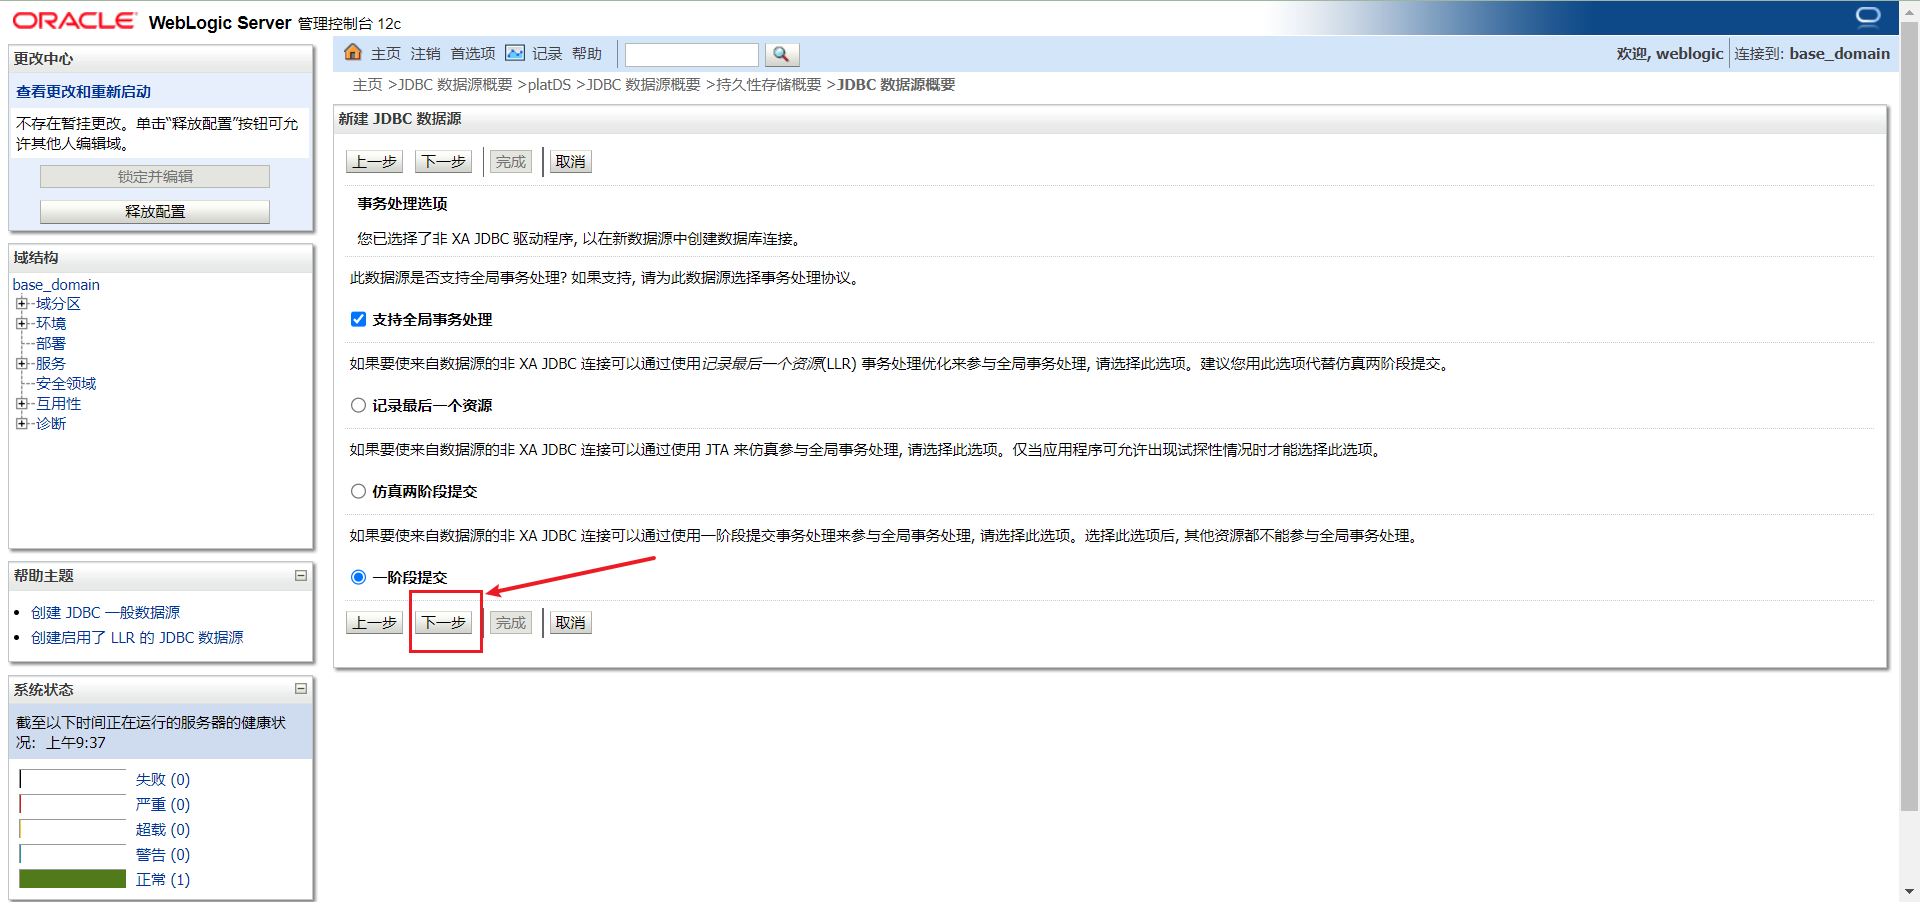 ORACLE WebLogic Server 管理控制台 12c
更改中心
查看更改和重新启动
不存在暂挂更改。单击“释放配置”按钮可允
许其他人编辑域。
锁定并编辑
释放配置
域结构
base_domain
域分区
环境
部署
服务
安全领域
互用性
诊断
帮助主题
创建 JDBC 一般数据源
创建启用了 LLR 的 JDBC 数据源
系统状态
截至以下时间正在运行的服务器的健康状
况: 上午9:37
失败 (0)
严重 (0)
超载 (0)
警告 (0)
正常 (1)
主页 注销 首选项 记录 帮助
欢迎, weblogic 连接到: base_domain
主页 >JDBC 数据源概要 >platDS >JDBC 数据源概要 >持久性存储概要 >JDBC 数据源概要
新建 JDBC 数据源
上一步 下一步 完成 取消
事务处理选项
您已选择了非 XA JDBC 驱动程序, 以在新数据源中创建数据库连接。
此数据源是否支持全局事务处理? 如果支持, 请为此数据源选择事务处理协议。
支持全局事务处理
如果要使来自数据源的非 XA JDBC 连接可以通过使用记录最后一个资源(LLR) 事务处理优化来参与全局事务处理, 请选择此选项。建议您用此选项代替仿真两阶段提交。
记录最后一个资源
如果要使来自数据源的非 XA JDBC 连接可以通过使用 JTA 来仿真参与全局事务处理, 请选择此选项。仅当应用程序可允许出现试探性情况时才能选择此选项。
仿真两阶段提交
如果要使来自数据源的非 XA JDBC 连接可以通过使用一阶段提交事务处理来参与全局事务处理, 请选择此选项。选择此选项后, 其他资源都不能参与全局事务处理。
一阶段提交
上一步 下一步 完成 取消